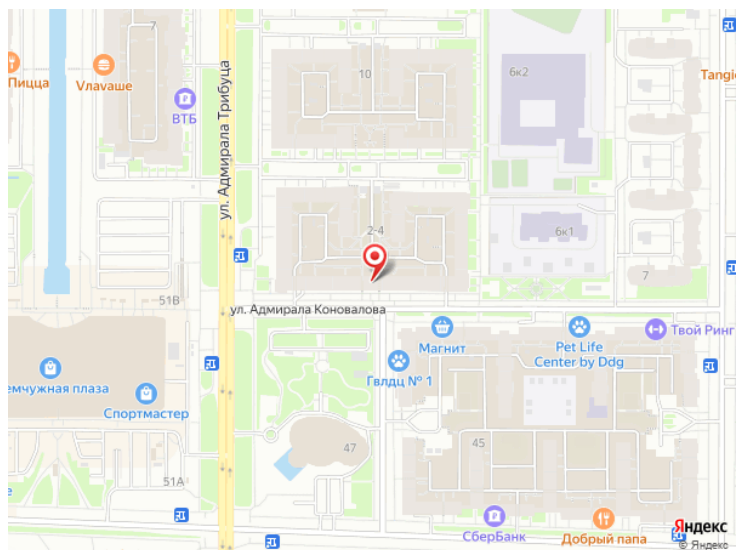 7
10
6к2
Пицца
Vлаvаше
ВТБ
ул. Адмирала Трибуца
Tangie
2-4
6к1
7
51В
ул. Адмирала Коновалова
Магнит
Pet Life
Center by Ddg
Твой Ринг
Гвлдц № 1
емчужная плаза
Спортмастер
47
45
51А
е
СберБанк
Добрый папа
Яндекс
© Яндекс